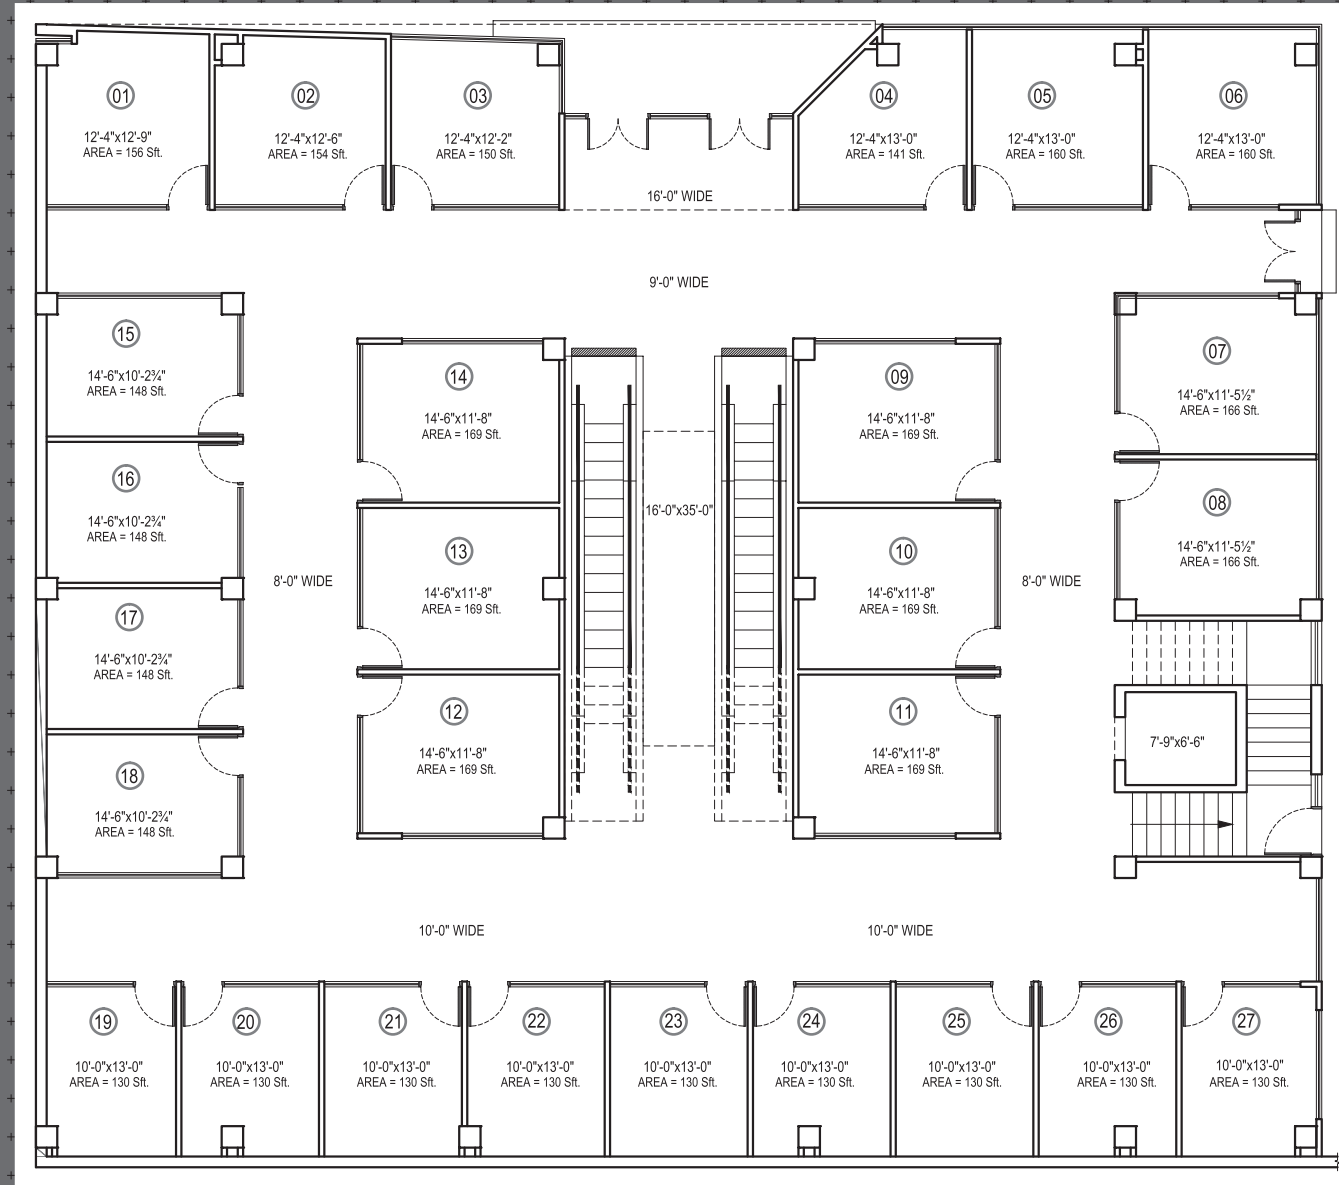 01
12'-4"x12'-9"
AREA = 156 Sft.
02
12'-4"x12'-6"
AREA = 154 Sft.
03
12'-4"x12'-2"
AREA = 150 Sft.
04
12'-4"x13'-0"
AREA = 141 Sft.
05
12'-4"x13'-0"
AREA = 160 Sft.
06
12'-4"x13'-0"
AREA = 160 Sft.
16'-0" WIDE
9'-0" WIDE
15
14'-6"x10'-2¾"
AREA = 148 Sft.
14
14'-6"x11'-8"
AREA = 169 Sft.
09
14'-6"x11'-8"
AREA = 169 Sft.
07
14'-6"x11'-5½"
AREA = 166 Sft.
16
14'-6"x10'-2¾"
AREA = 148 Sft.
16'-0"x35'-0"
08
14'-6"x11'-5½"
AREA = 166 Sft.
8'-0" WIDE
13
14'-6"x11'-8"
AREA = 169 Sft.
10
14'-6"x11'-8"
AREA = 169 Sft.
8'-0" WIDE
17
14'-6"x10'-2¾"
AREA = 148 Sft.
12
14'-6"x11'-8"
AREA = 169 Sft.
11
14'-6"x11'-8"
AREA = 169 Sft.
7'-9"x6'-6"
18
14'-6"x10'-2¾"
AREA = 148 Sft.
10'-0" WIDE
10'-0" WIDE
19
10'-0"x13'-0"
AREA = 130 Sft.
20
10'-0"x13'-0"
AREA = 130 Sft.
21
10'-0"x13'-0"
AREA = 130 Sft.
22
10'-0"x13'-0"
AREA = 130 Sft.
23
10'-0"x13'-0"
AREA = 130 Sft.
24
10'-0"x13'-0"
AREA = 130 Sft.
25
10'-0"x13'-0"
AREA = 130 Sft.
26
10'-0"x13'-0"
AREA = 130 Sft.
27
10'-0"x13'-0"
AREA = 130 Sft.